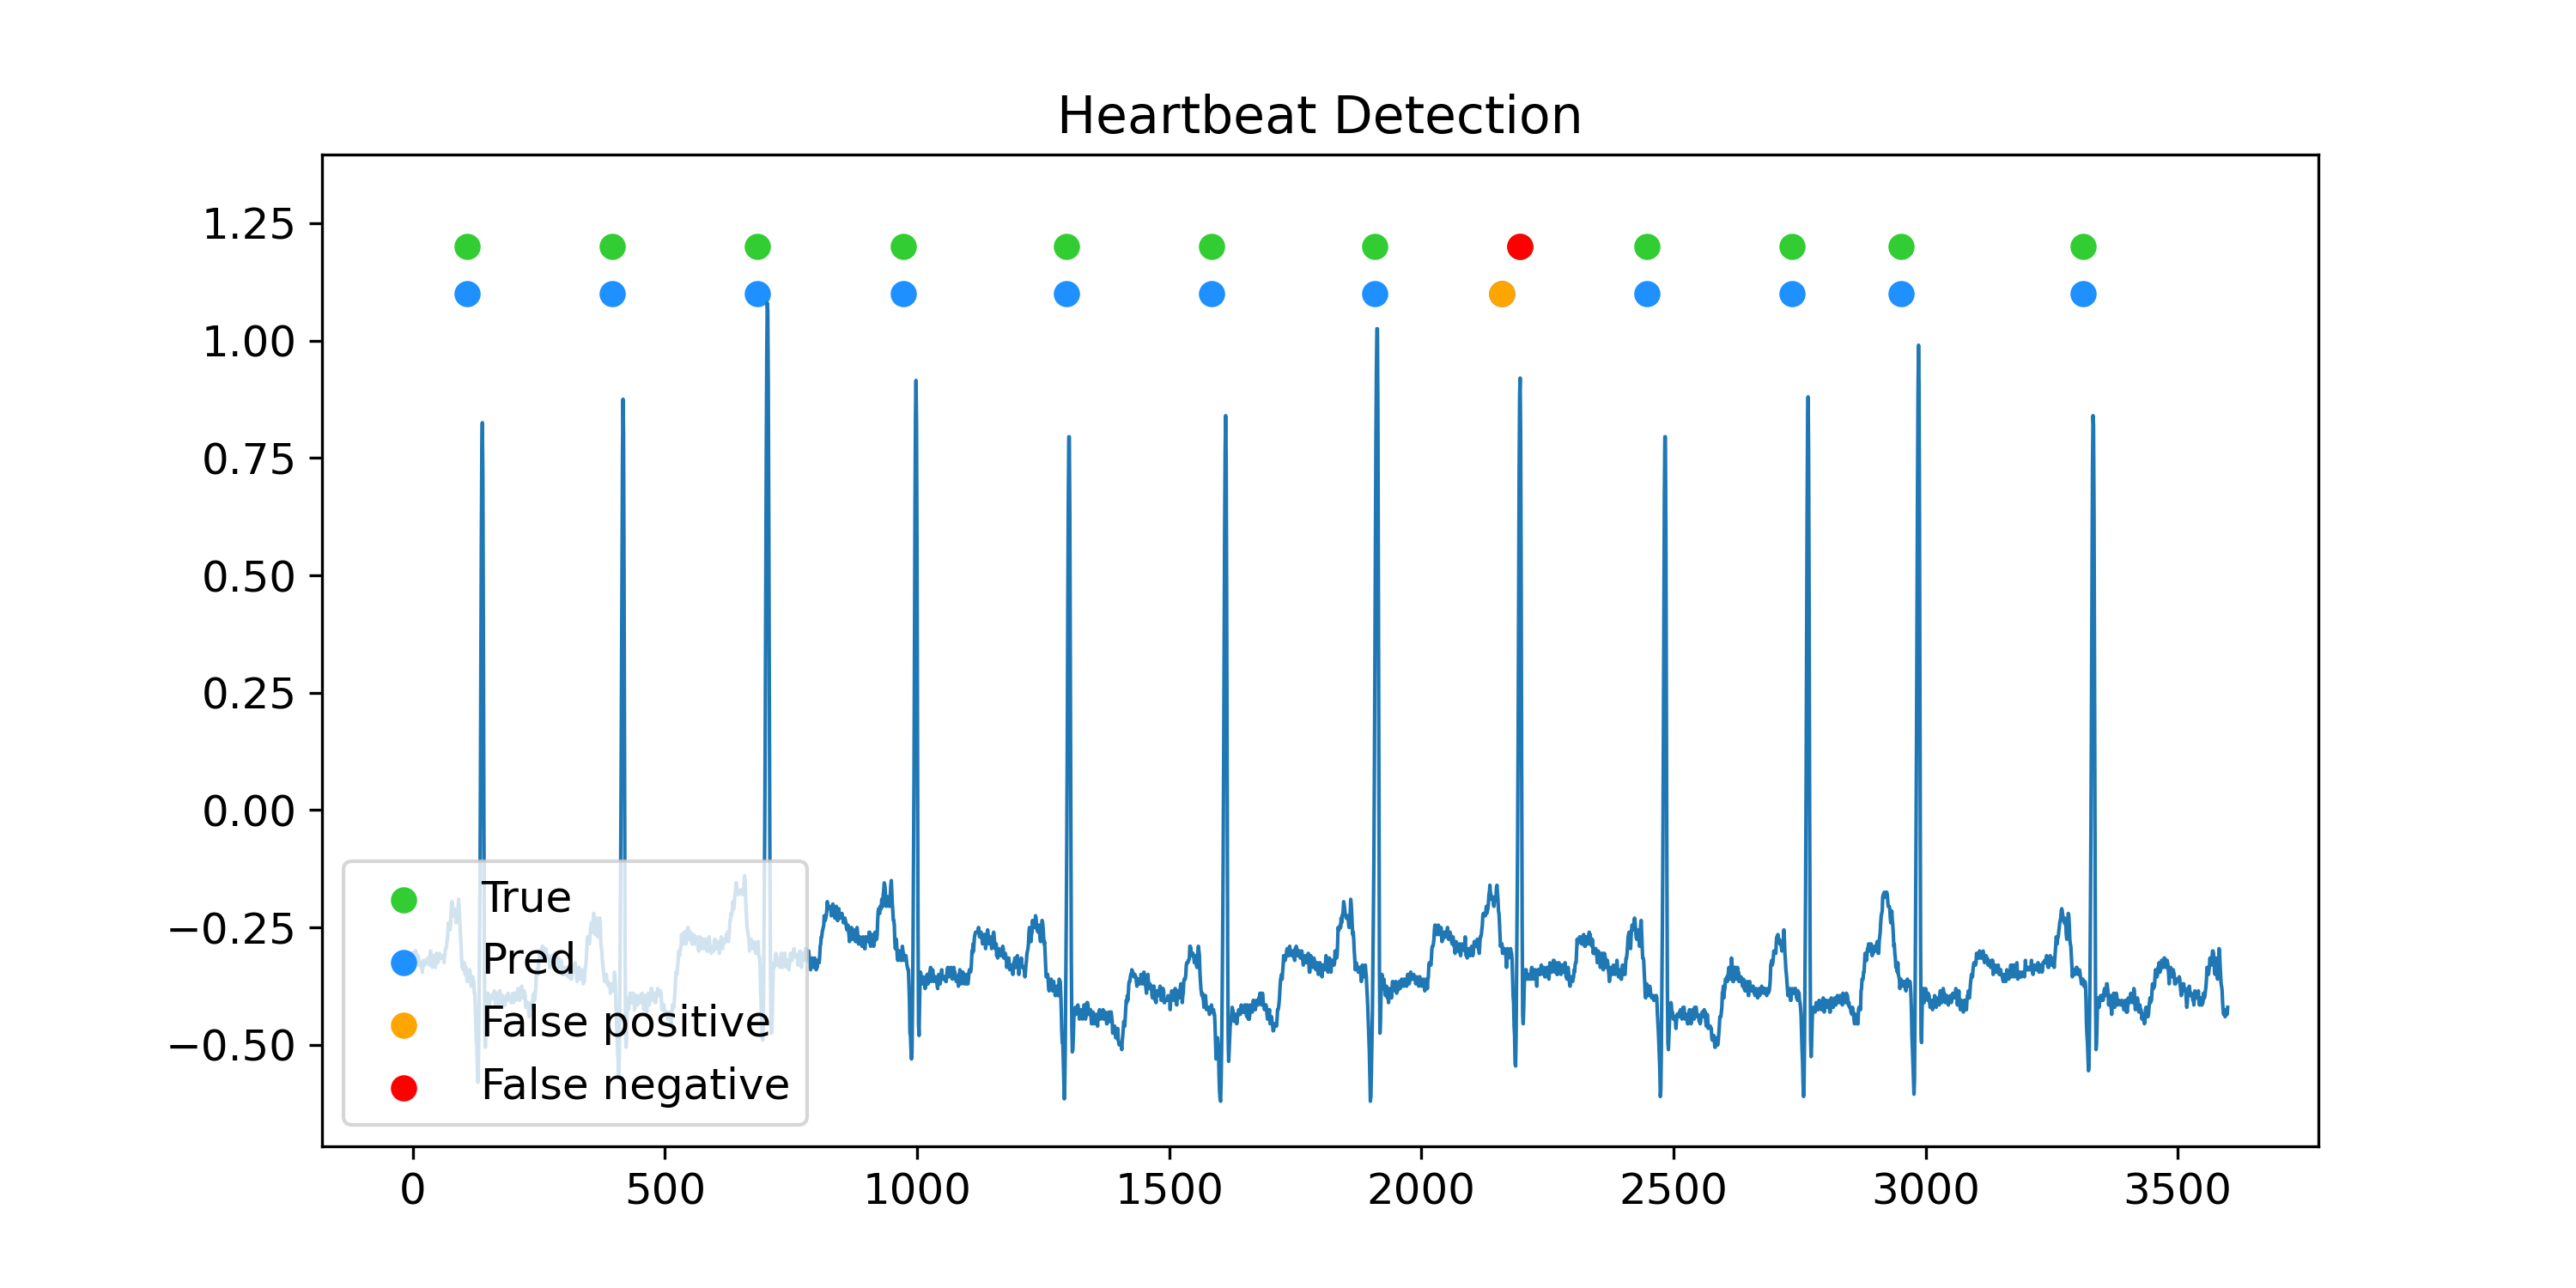 Heartbeat Detection
1.25
1.00
0.75
0.50
0.25
0.00
−0.25
−0.50
True
Pred
False positive
False negative
0 500 1000 1500 2000 2500 3000 3500